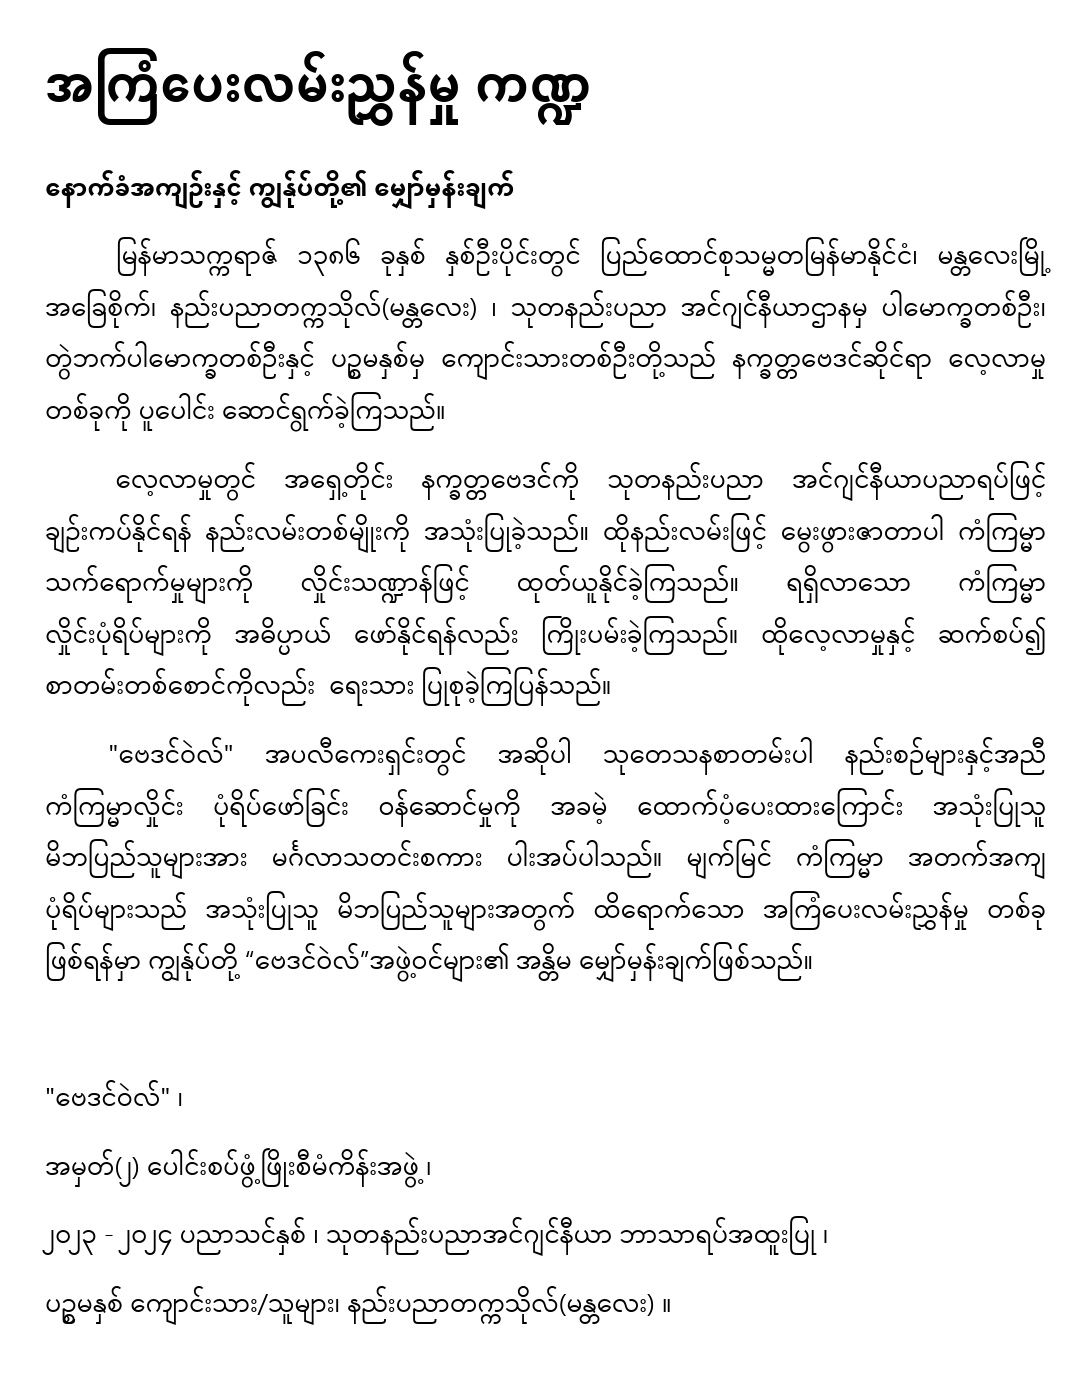 အကြံပေးလမ်းညွှန်မှု ကဏ္ဍ
နောက်ခံအကျဉ်းနှင့် ကျွန်ုပ်တို့၏ မျှော်မှန်းချက်
မြန်မာသက္ကရာဇ် ၁၃၈၆ ခုနှစ် နှစ်ဦးပိုင်းတွင် ပြည်ထောင်စုသမ္မတမြန်မာနိုင်ငံ၊ မန္တလေးမြို့
အခြေစိုက်၊ နည်းပညာတက္ကသိုလ်(မန္တလေး) ၊ သုတနည်းပညာ အင်ဂျင်နီယာဌာနမှ ပါမောက္ခတစ်ဦး၊
တွဲဘက်ပါမောက္ခတစ်ဦးနှင့် ပဉ္စမနှစ်မှ ကျောင်းသားတစ်ဦးတို့သည် နက္ခတ္တဗေဒင်ဆိုင်ရာ လေ့လာမှု
တစ်ခုကို ပူပေါင်း ဆောင်ရွက်ခဲ့ကြသည်။
လေ့လာမှုတွင် အရှေ့တိုင်း နက္ခတ္တဗေဒင်ကို သုတနည်းပညာ အင်ဂျင်နီယာပညာရပ်ဖြင့်
ချဉ်းကပ်နိုင်ရန် နည်းလမ်းတစ်မျိုးကို အသုံးပြုခဲ့သည်။ ထိုနည်းလမ်းဖြင့် မွေးဖွားဇာတာပါ ကံကြမ္မာ
သက်ရောက်မှုများကို လှိုင်းသဏ္ဍာန်ဖြင့် ထုတ်ယူနိုင်ခဲ့ကြသည်။ ရရှိလာသော ကံကြမ္မာ
လှိုင်းပုံရိပ်များကို အဓိပ္ပာယ် ဖော်နိုင်ရန်လည်း ကြိုးပမ်းခဲ့ကြသည်။ ထိုလေ့လာမှုနှင့် ဆက်စပ်၍
စာတမ်းတစ်စောင်ကိုလည်း ရေးသား ပြုစုခဲ့ကြပြန်သည်။
"ဗေဒင်ဝဲလ်" အပလီကေးရှင်းတွင် အဆိုပါ သုတေသနစာတမ်းပါ နည်းစဉ်များနှင့်အညီ
ကံကြမ္မာလှိုင်း ပုံရိပ်ဖော်ခြင်း ဝန်ဆောင်မှုကို အခမဲ့ ထောက်ပံ့ပေးထားကြောင်း အသုံးပြုသူ
မိဘပြည်သူများအား မင်္ဂလာသတင်းစကား ပါးအပ်ပါသည်။ မျက်မြင် ကံကြမ္မာ အတက်အကျ
ပုံရိပ်များသည် အသုံးပြုသူ မိဘပြည်သူများအတွက် ထိရောက်သော အကြံပေးလမ်းညွှန်မှု တစ်ခု
ဖြစ်ရန်မှာ ကျွန်ုပ်တို့ “ဗေဒင်ဝဲလ်”အဖွဲ့ဝင်များ၏ အန္တိမ မျှော်မှန်းချက်ဖြစ်သည်။
"ဗေဒင်ဝဲလ်" ၊
အမှတ်(၂) ပေါင်းစပ်ဖွံ့ဖြိုးစီမံကိန်းအဖွဲ့၊
၂၀၂၃ - ၂၀၂၄ ပညာသင်နှစ် ၊ သုတနည်းပညာအင်ဂျင်နီယာ ဘာသာရပ်အထူးပြု ၊
ပဉ္စမနှစ် ကျောင်းသား/သူများ၊ နည်းပညာတက္ကသိုလ်(မန္တလေး) ။